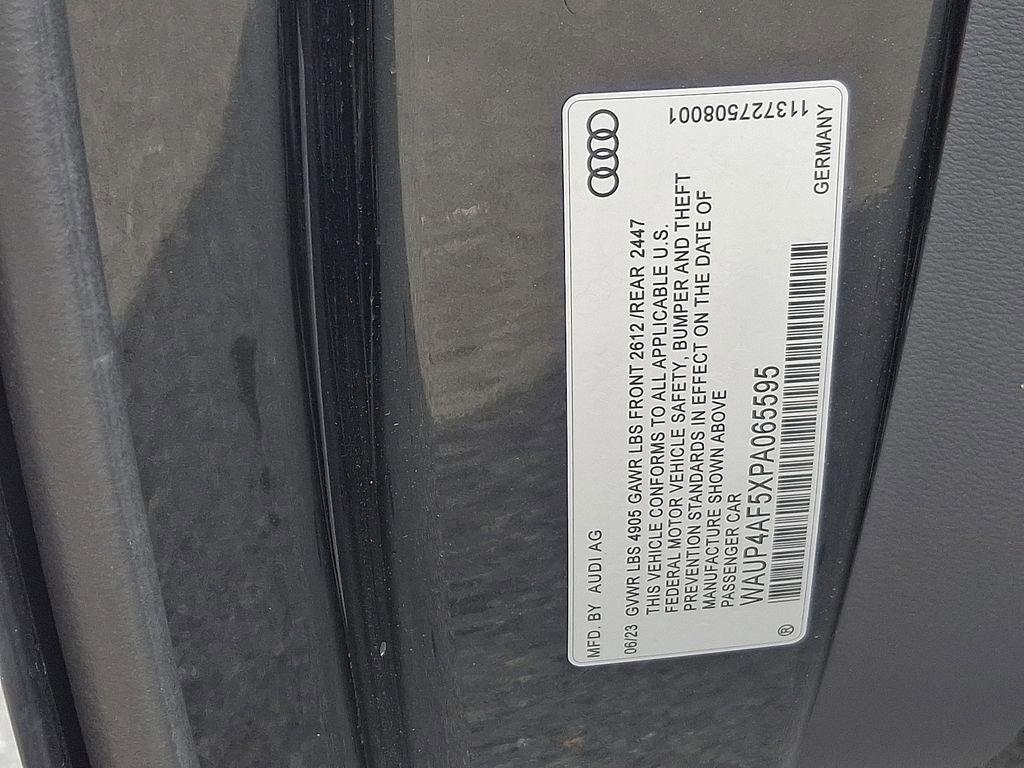 MFD. BY AUDI AG
06/23 GVWR LBS 4905 GAWR LBS FRONT 2612 /REAR 2447
THIS VEHICLE CONFORMS TO ALL APPLICABLE U.S.
FEDERAL MOTOR VEHICLE SAFETY, BUMPER AND THEFT
PREVENTION STANDARDS IN EFFECT ON THE DATE OF
MANUFACTURE SHOWN ABOVE
PASSENGER CAR
WAUP4AF5XPA065595
®
GERMANY
113727508001